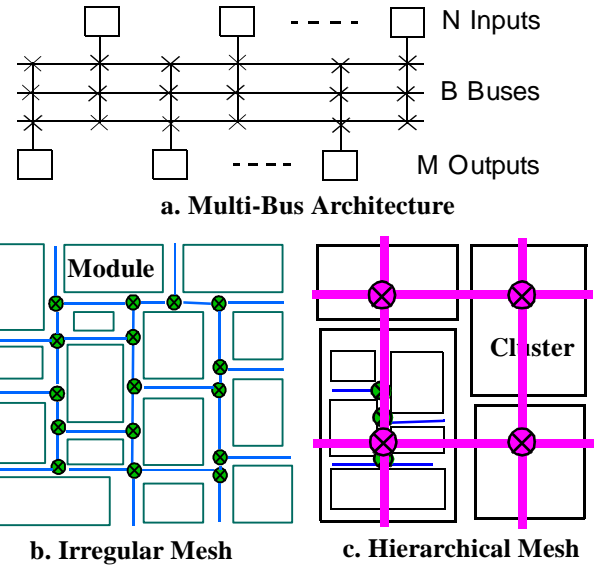 N Inputs
B Buses
M Outputs
a. Multi-Bus Architecture
Module
Cluster
b. Irregular Mesh
c. Hierarchical Mesh